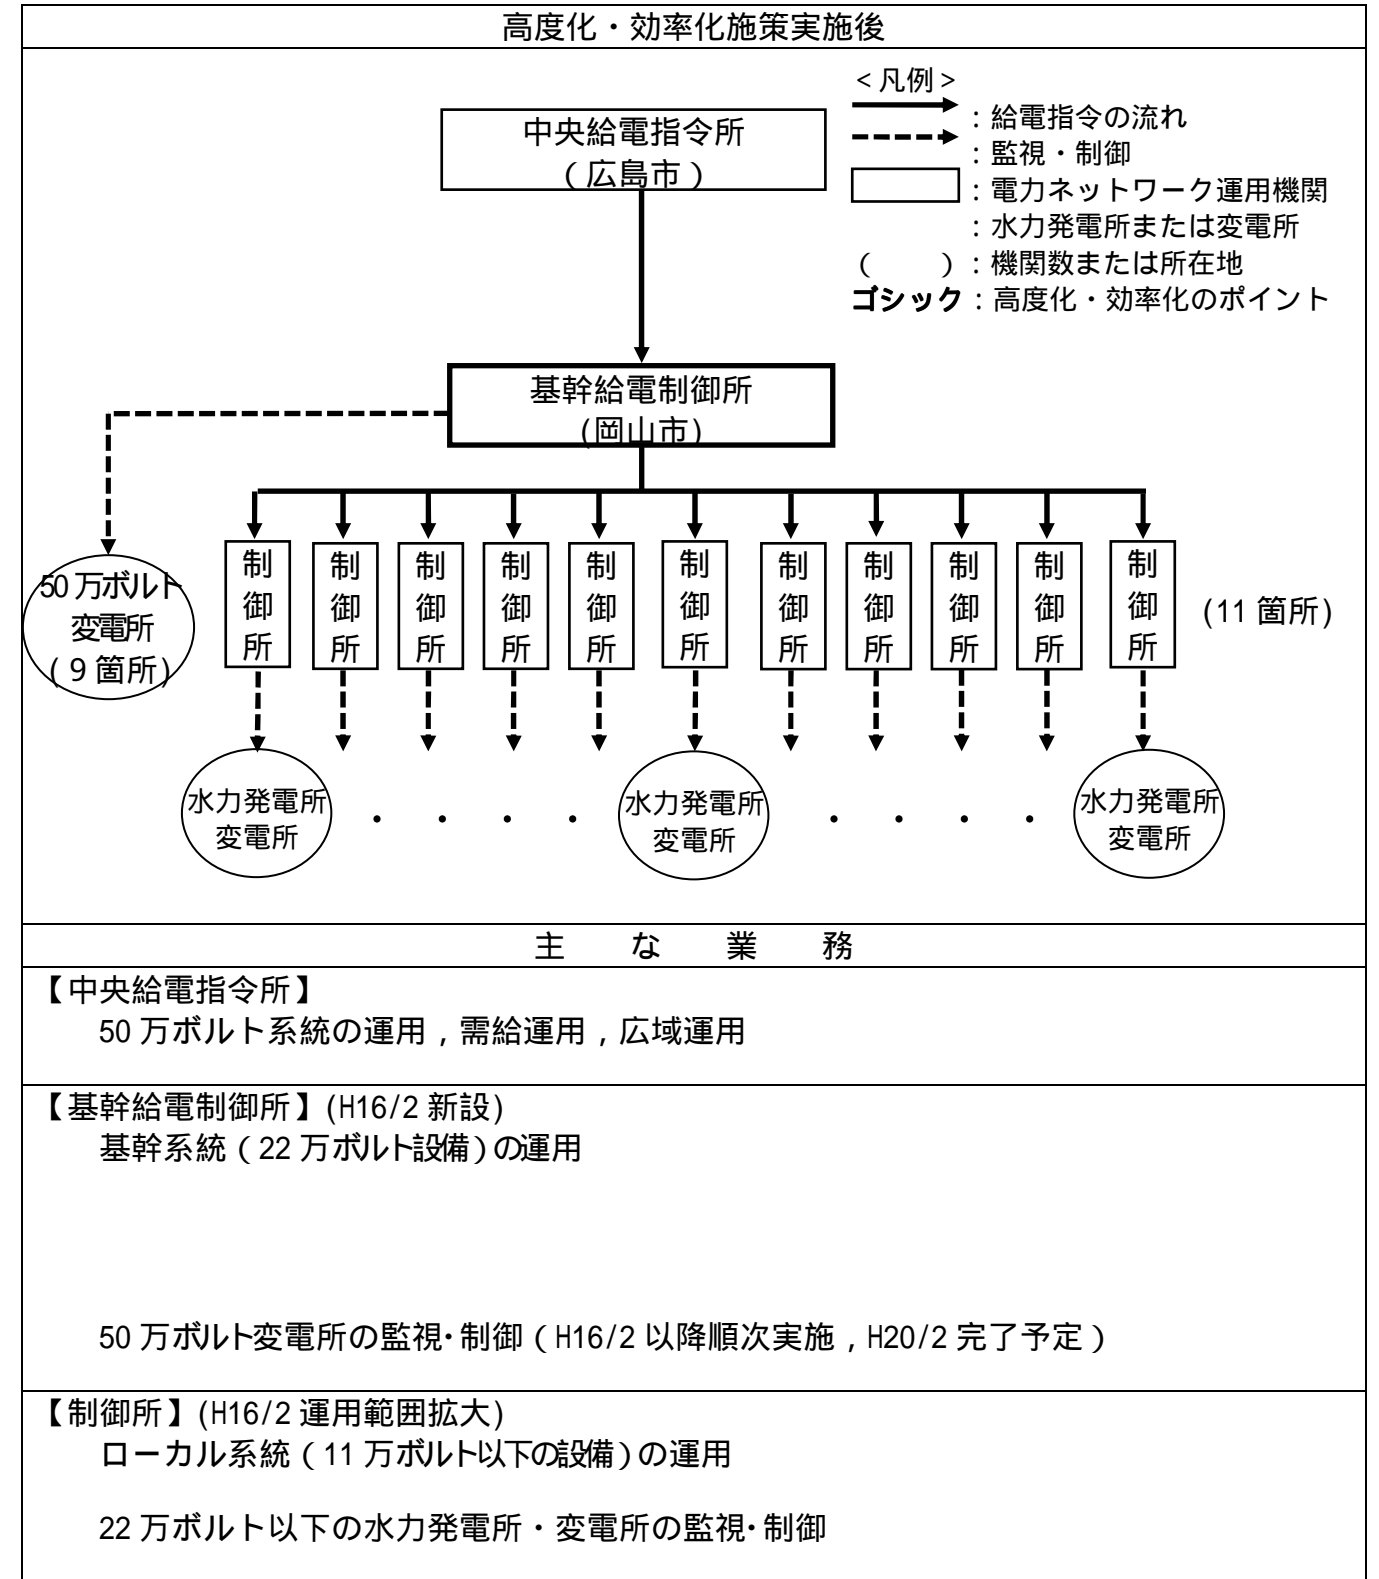 高度化・効率化施策実施後
<凡例>
：給電指令の流れ
：監視・制御
：電力ネットワーク運用機関
：水力発電所または変電所
（　　）：機関数または所在地
ゴシック：高度化・効率化のポイント
中央給電指令所
（広島市）
基幹給電制御所
(岡山市)
50万ボルト
変電所
(9箇所)
制御所
制御所
制御所
制御所
制御所
制御所
制御所
制御所
制御所
制御所
制御所
(11箇所)
水力発電所
変電所
・　・　・　・
水力発電所
変電所
・　・　・　・
水力発電所
変電所
主　な　業　務
【中央給電指令所】
50万ボルト系統の運用，需給運用，広域運用
【基幹給電制御所】(H16/2新設)
基幹系統（22万ボルト設備）の運用
50万ボルト変電所の監視・制御（H16/2以降順次実施，H20/2完了予定）
【制御所】(H16/2運用範囲拡大)
ローカル系統（11万ボルト以下の設備）の運用
22万ボルト以下の水力発電所・変電所の監視・制御